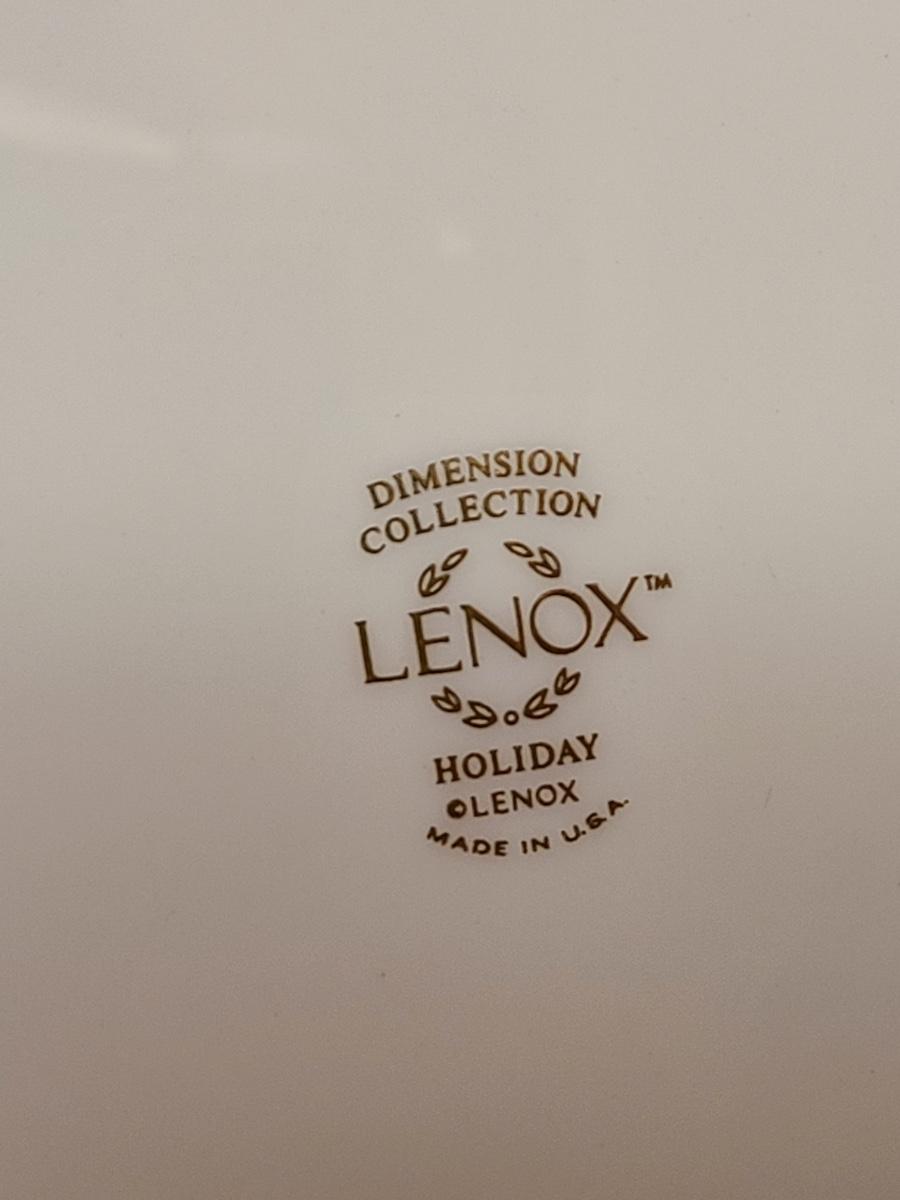 DIMENSION
COLLECTION
LENOX™
HOLIDAY
©LENOX
MADE IN U.S.A.